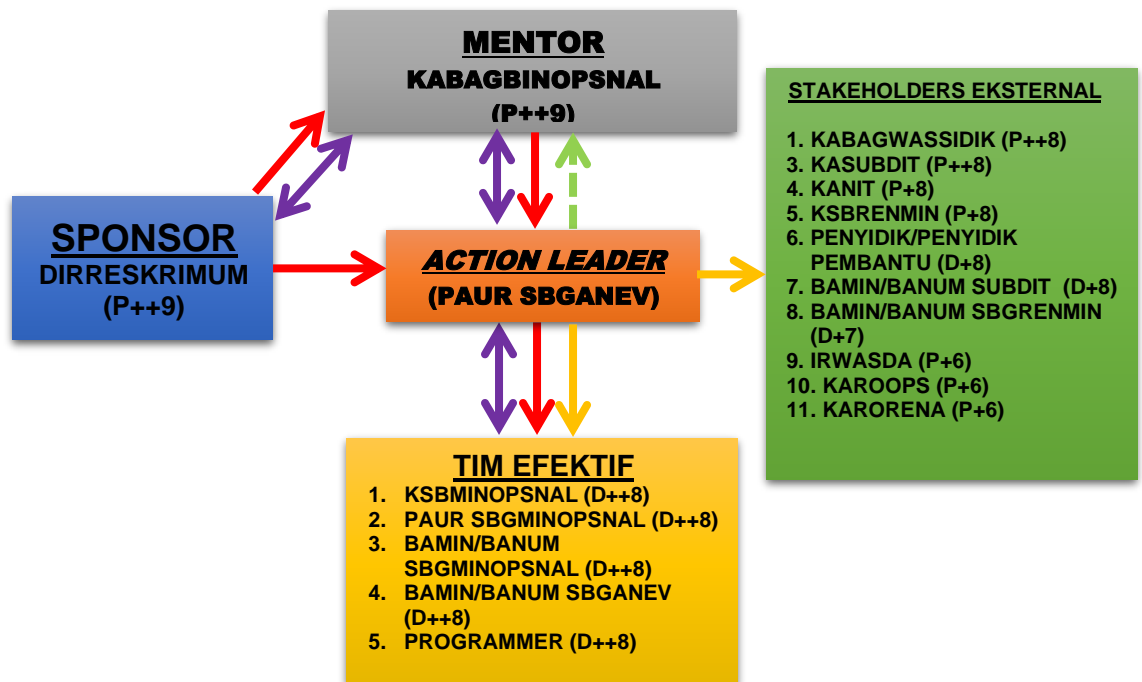 MENTOR
KABAGBINOPSNAL
(P++9)
STAKEHOLDERS EKSTERNAL
1. KABAGWASSIDIK (P++8)
3. KASUBDIT (P++8)
4. KANIT (P+8)
5. KSBRENMIN (P+8)
6. PENYIDIK/PENYIDIK
PEMBANTU (D+8)
7. BAMIN/BANUM SUBDIT (D+8)
8. BAMIN/BANUM SBGRENMIN
(D+7)
9. IRWASDA (P+6)
10. KAROOPS (P+6)
11. KARORENA (P+6)
SPONSOR
DIRRESKRIMUM
(P++9)
ACTION LEADER
(PAUR SBGANEV)
TIM EFEKTIF
1. KSBMINOPSNAL (D++8)
2. PAUR SBGMINOPSNAL (D++8)
3. BAMIN/BANUM
SBGMINOPSNAL (D++8)
4. BAMIN/BANUM SBGANEV
(D++8)
5. PROGRAMMER (D++8)